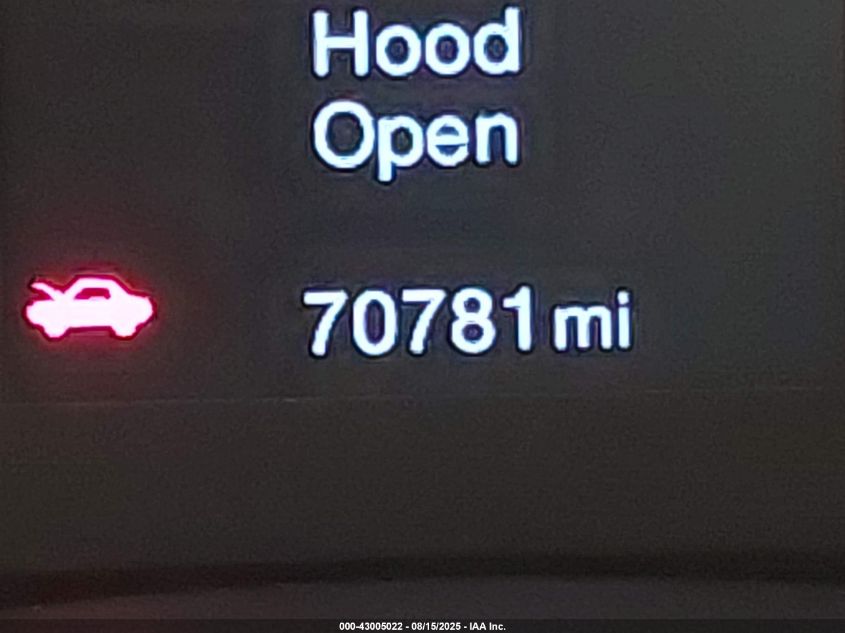 Hood
Open
70781 mi
000-43005022 - 08/15/2025 - IAA Inc.